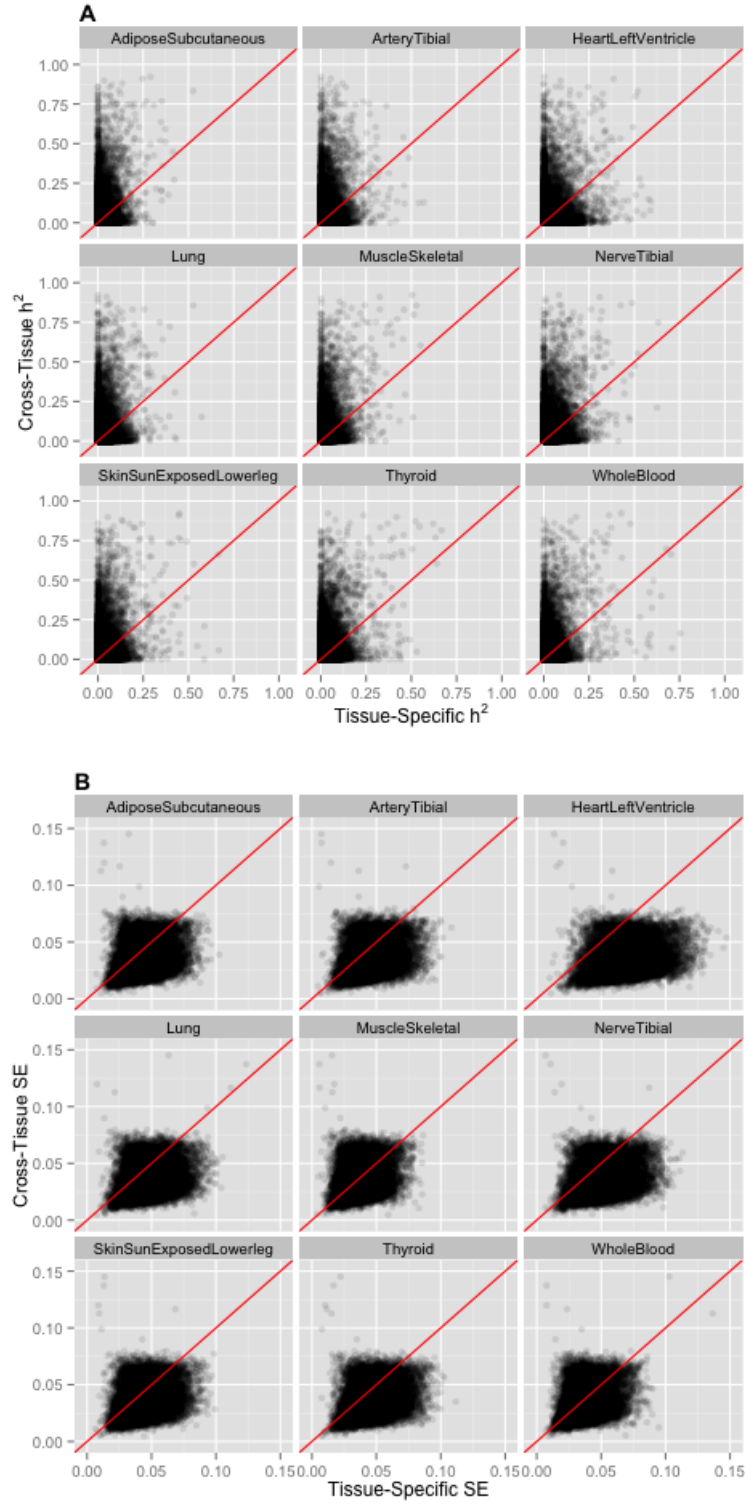 A
AdiposeSubcutaneous ArteryTibial HeartLeftVentricle
1.00
0.75
0.50
0.25
0.00
Lung MuscleSkeletal NerveTibial
1.00
0.75
0.50
0.25
0.00
Cross-Tissue h²
SkinSunExposedLowerleg Thyroid WholeBlood
1.00
0.75
0.50
0.25
0.00
0.00 0.25 0.50 0.75 1.00 0.00 0.25 0.50 0.75 1.00 0.00 0.25 0.50 0.75 1.00
Tissue-Specific h²
B
AdiposeSubcutaneous ArteryTibial HeartLeftVentricle
0.15
0.10
0.05
0.00
Lung MuscleSkeletal NerveTibial
0.15
0.10
0.05
0.00
Cross-Tissue SE
SkinSunExposedLowerleg Thyroid WholeBlood
0.15
0.10
0.05
0.00
0.00 0.05 0.10 0.15 0.00 0.05 0.10 0.15 0.00 0.05 0.10 0.15
Tissue-Specific SE